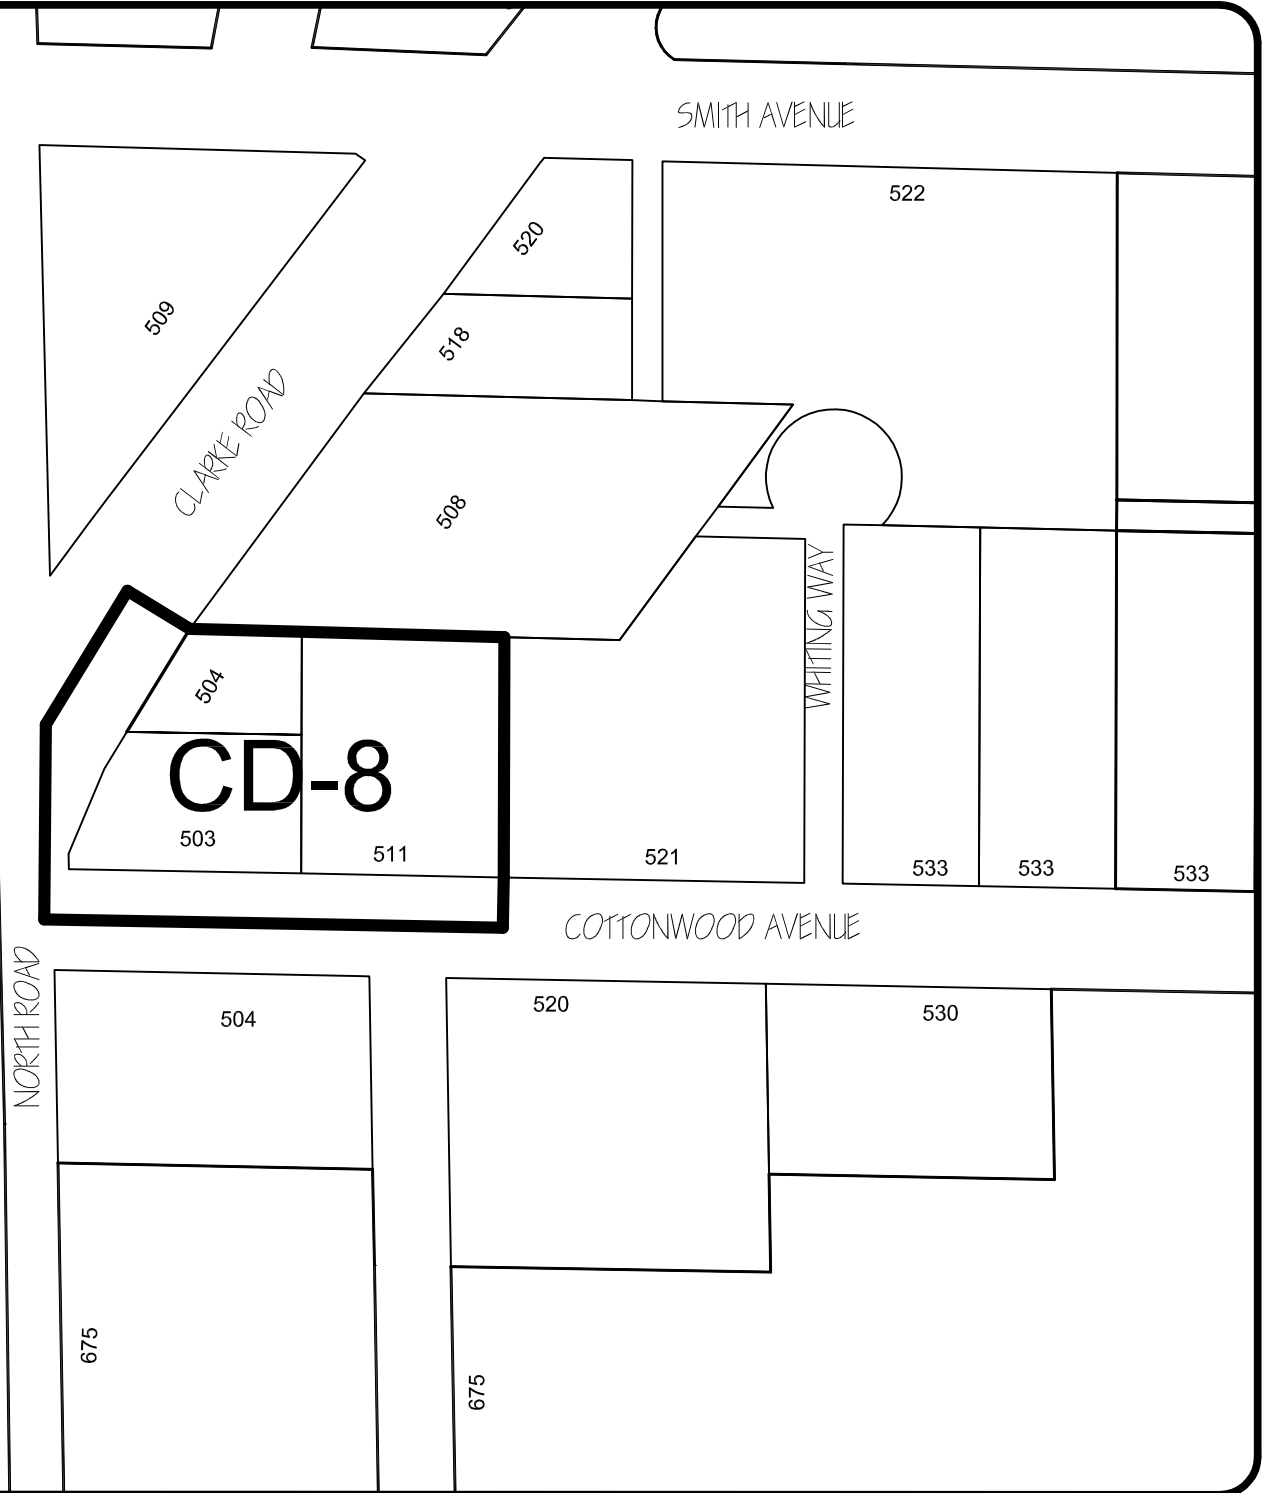 SMITH AVENUE
522
520
509
518
CLARKE ROAD
508
WHITING WAY
504
CD-8
503
511
521
533
533
533
COTTONWOOD AVENUE
NORTH ROAD
504
520
530
675
675